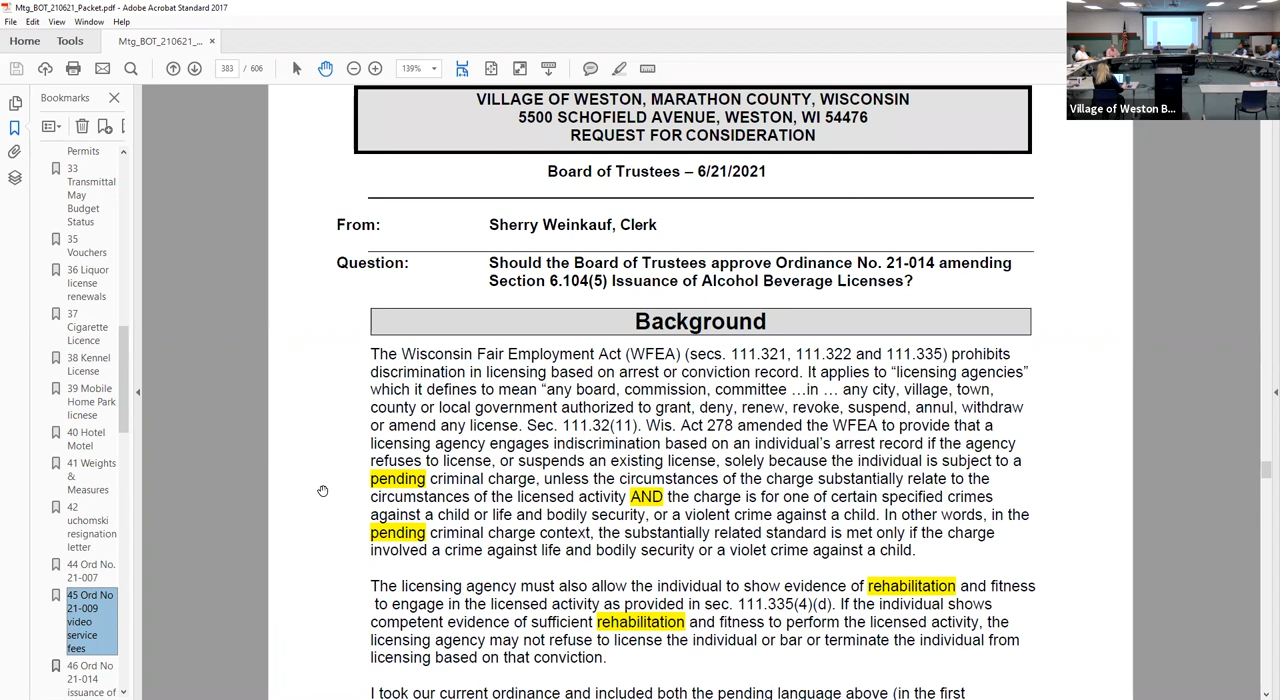 Mtg_BOT_210621_Packet.pdf - Adobe Acrobat Standard 2017
File Edit View Window Help
Home Tools Mtg_BOT_210621_... ×
383 / 606 139%
Bookmarks
Permits
33
Transmittal
May
Budget
Status
35
Vouchers
36 Liquor
license
renewals
37
Cigarette
Licence
38 Kennel
License
39 Mobile
Home Park
licnese
40 Hotel
Motel
41 Weights
&
Measures
42
uchomski
resignation
letter
44 Ord No.
21-007
45 Ord No
21-009
video
service
fees
46 Ord No
21-014
issuance of
VILLAGE OF WESTON, MARATHON COUNTY, WISCONSIN
5500 SCHOFIELD AVENUE, WESTON, WI 54476
REQUEST FOR CONSIDERATION
Board of Trustees – 6/21/2021
From: Sherry Weinkauf, Clerk
Question: Should the Board of Trustees approve Ordinance No. 21-014 amending
Section 6.104(5) Issuance of Alcohol Beverage Licenses?
Background
The Wisconsin Fair Employment Act (WFEA) (secs. 111.321, 111.322 and 111.335) prohibits
discrimination in licensing based on arrest or conviction record. It applies to “licensing agencies”
which it defines to mean “any board, commission, committee …in … any city, village, town,
county or local government authorized to grant, deny, renew, revoke, suspend, annul, withdraw
or amend any license. Sec. 111.32(11). Wis. Act 278 amended the WFEA to provide that a
licensing agency engages indiscrimination based on an individual’s arrest record if the agency
refuses to license, or suspends an existing license, solely because the individual is subject to a
pending criminal charge, unless the circumstances of the charge substantially relate to the
circumstances of the licensed activity AND the charge is for one of certain specified crimes
against a child or life and bodily security, or a violent crime against a child. In other words, in the
pending criminal charge context, the substantially related standard is met only if the charge
involved a crime against life and bodily security or a violet crime against a child.
The licensing agency must also allow the individual to show evidence of rehabilitation and fitness
to engage in the licensed activity as provided in sec. 111.335(4)(d). If the individual shows
competent evidence of sufficient rehabilitation and fitness to perform the licensed activity, the
licensing agency may not refuse to license the individual or bar or terminate the individual from
licensing based on that conviction.
I took our current ordinance and included both the pending language above (in the first
Village of Weston B...